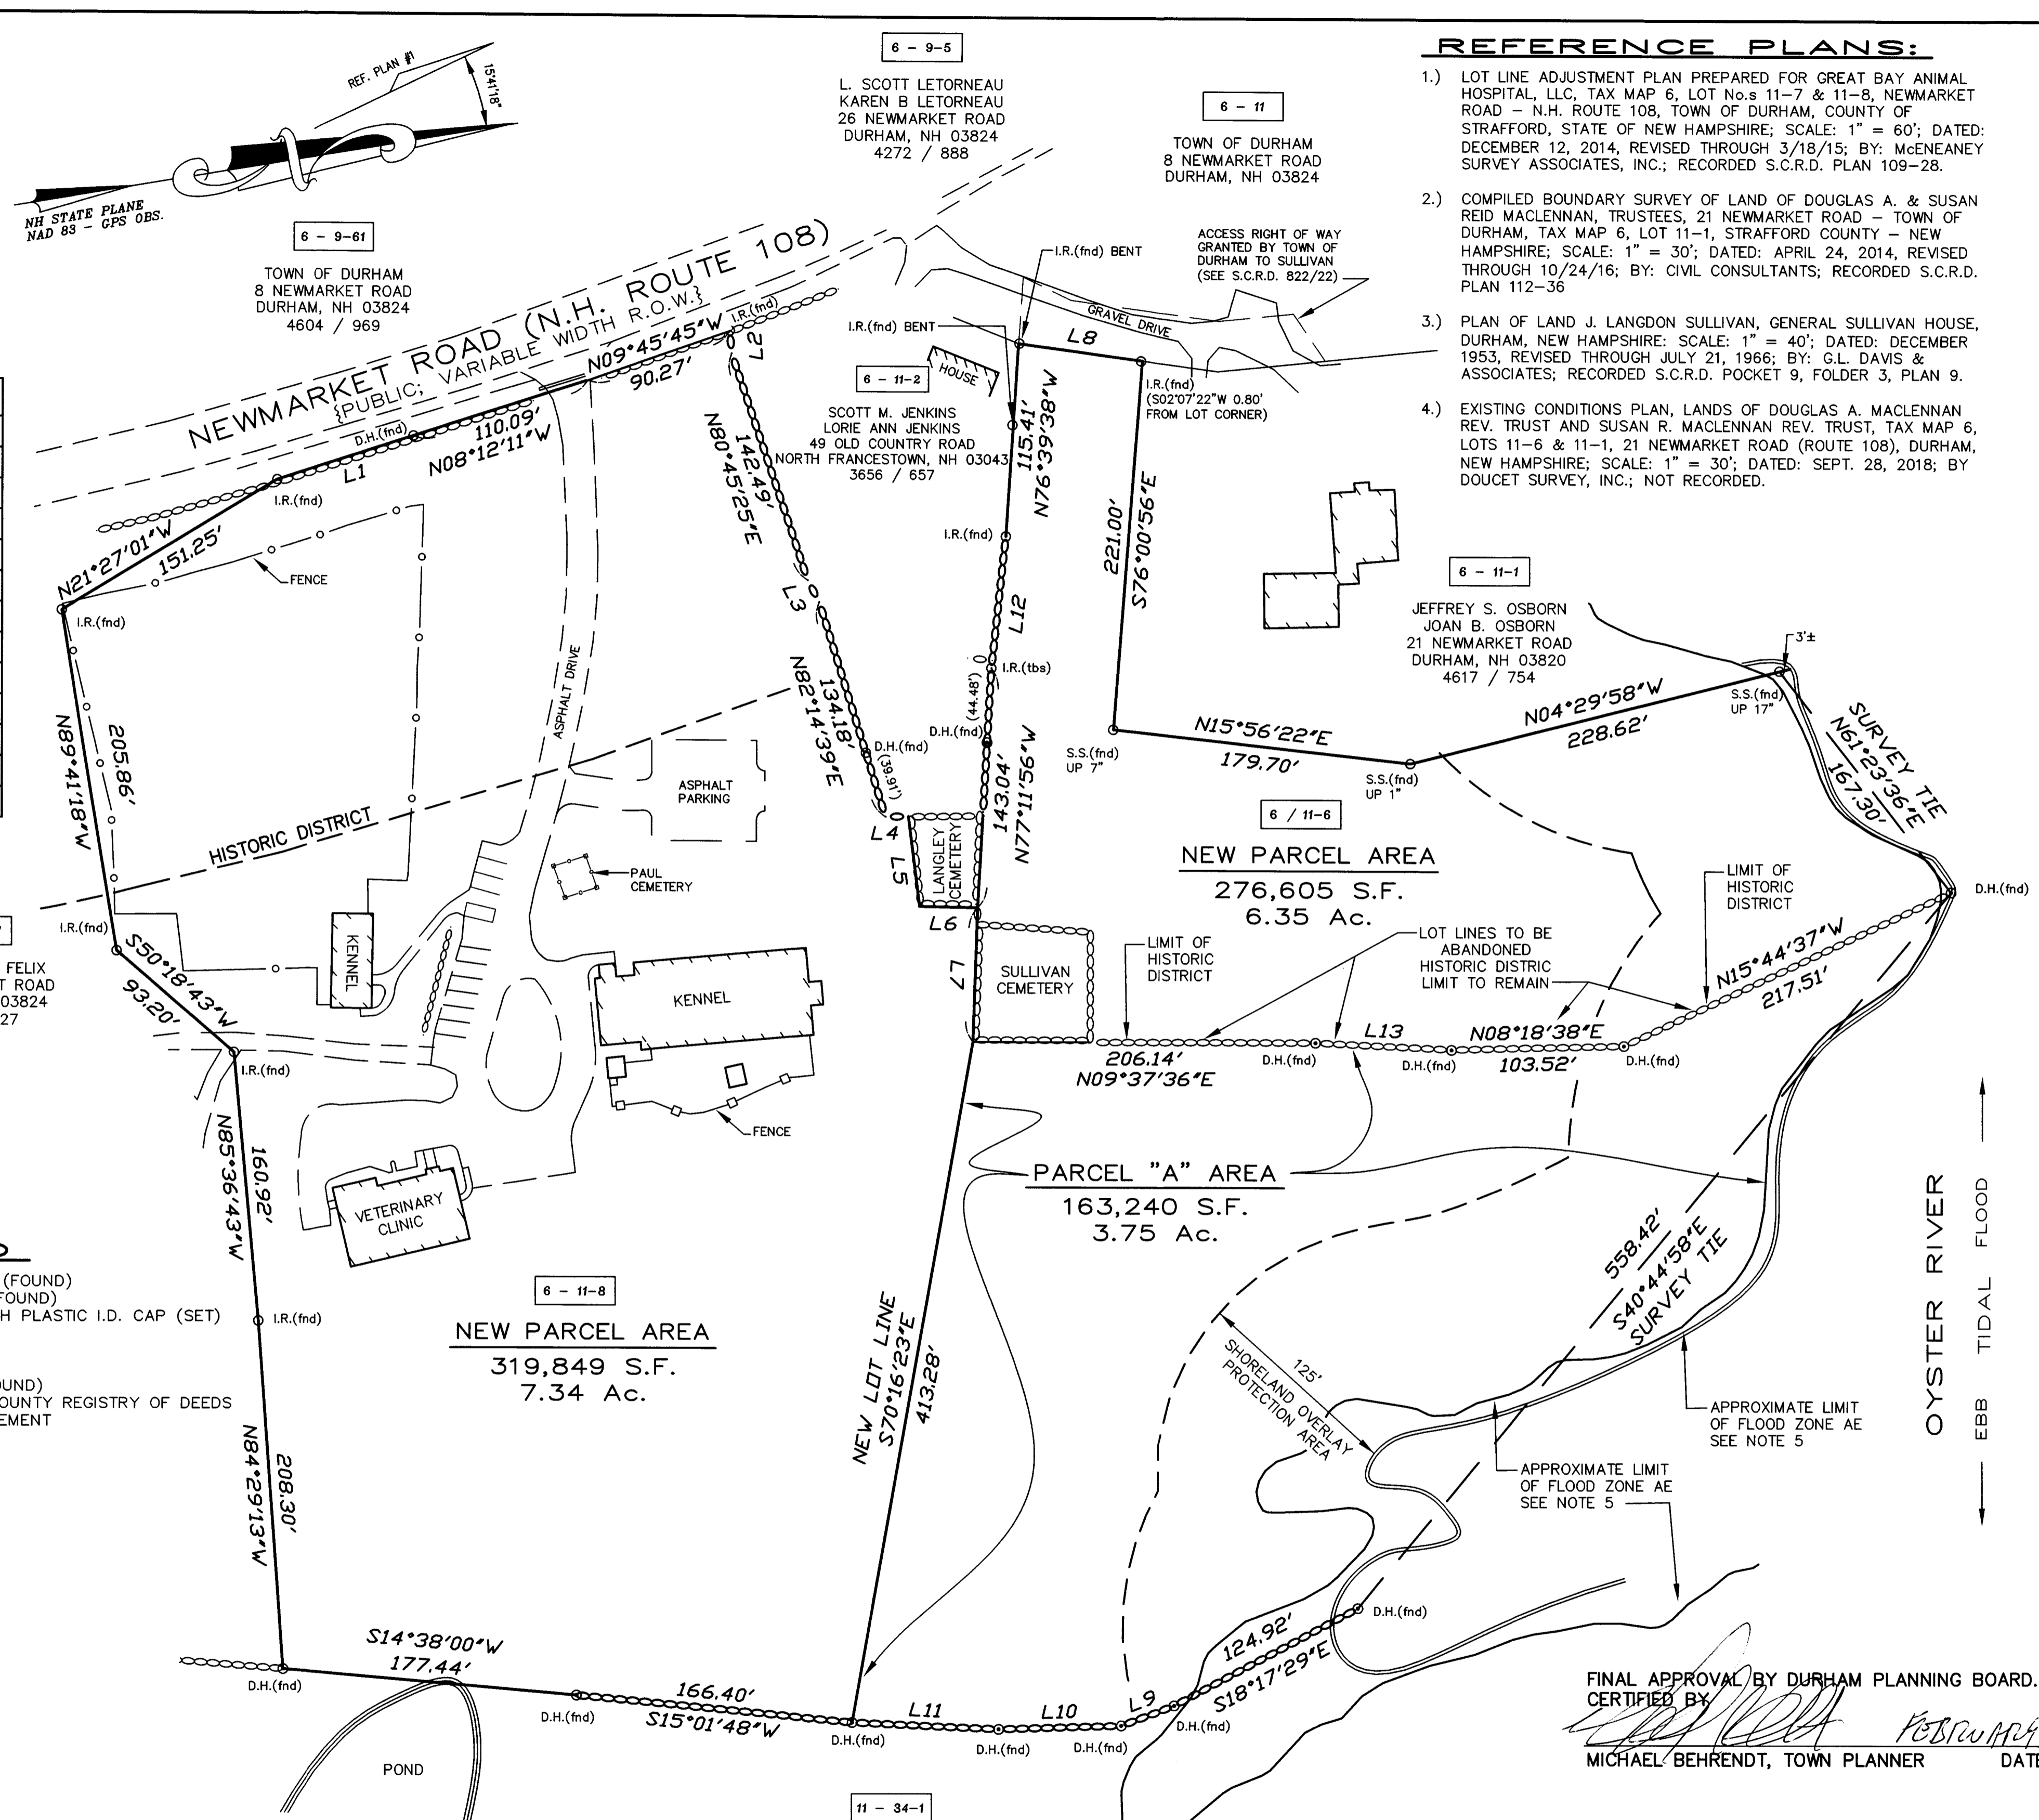 REFERENCE PLANS:
1.) LOT LINE ADJUSTMENT PLAN PREPARED FOR GREAT BAY ANIMAL
HOSPITAL, LLC, TAX MAP 6, LOT No.s 11-7 & 11-8, NEWMARKET
ROAD - N.H. ROUTE 108, TOWN OF DURHAM, COUNTY OF
STRAFFORD, STATE OF NEW HAMPSHIRE; SCALE: 1" = 60'; DATED:
DECEMBER 12, 2014, REVISED THROUGH 3/18/15; BY: McENEANEY
SURVEY ASSOCIATES, INC.; RECORDED S.C.R.D. PLAN 109-28.
2.) COMPILED BOUNDARY SURVEY OF LAND OF DOUGLAS A. & SUSAN
REID MACLENNAN, TRUSTEES, 21 NEWMARKET ROAD - TOWN OF
DURHAM, TAX MAP 6, LOT 11-1, STRAFFORD COUNTY - NEW
HAMPSHIRE; SCALE: 1" = 30'; DATED: APRIL 24, 2014, REVISED
THROUGH 10/24/16; BY: CIVIL CONSULTANTS; RECORDED S.C.R.D.
PLAN 112-36
3.) PLAN OF LAND J. LANGDON SULLIVAN, GENERAL SULLIVAN HOUSE,
DURHAM, NEW HAMPSHIRE: SCALE: 1" = 40'; DATED: DECEMBER
1953, REVISED THROUGH JULY 21, 1966; BY: G.L. DAVIS &
ASSOCIATES; RECORDED S.C.R.D. POCKET 9, FOLDER 3, PLAN 9.
4.) EXISTING CONDITIONS PLAN, LANDS OF DOUGLAS A. MACLENNAN
REV. TRUST AND SUSAN R. MACLENNAN REV. TRUST, TAX MAP 6,
LOTS 11-6 & 11-1, 21 NEWMARKET ROAD (ROUTE 108), DURHAM,
NEW HAMPSHIRE; SCALE: 1" = 30'; DATED: SEPT. 28, 2018; BY
DOUCET SURVEY, INC.; NOT RECORDED.
REF. PLAN #1
15°41'18"
NH STATE PLANE
NAD 83 - GPS OBS.
6 - 9-61
TOWN OF DURHAM
8 NEWMARKET ROAD
DURHAM, NH 03824
4604 / 969
6 - 9-5
L. SCOTT LETORNEAU
KAREN B LETORNEAU
26 NEWMARKET ROAD
DURHAM, NH 03824
4272 / 888
6 - 11
TOWN OF DURHAM
8 NEWMARKET ROAD
DURHAM, NH 03824
ACCESS RIGHT OF WAY
GRANTED BY TOWN OF
DURHAM TO SULLIVAN
(SEE S.C.R.D. 822/22)
NEWMARKET ROAD (N.H. ROUTE 108)
{PUBLIC; VARIABLE WIDTH R.O.W.}
I.R.(fnd) BENT
I.R.(fnd) BENT
GRAVEL DRIVE
L8
I.R.(fnd)
(S02°07'22"W 0.80'
FROM LOT CORNER)
I.R.(fnd)
L2
N09°45'45"W
90.27'
D.H.(fnd)
110.09'
N08°12'11"W
L1
I.R.(fnd)
N21°27'01"W
151.25'
I.R.(fnd)
FENCE
HOUSE
6 - 11-2
SCOTT M. JENKINS
LORIE ANN JENKINS
49 OLD COUNTRY ROAD
NORTH FRANCESTOWN, NH 03043
3656 / 657
142.49'
N80°45'25"E
L3
134.18'
N82°14'39"E
D.H.(fnd)
(39.91')
115.41'
N76°39'38"W
I.R.(fnd)
L12
I.R.(tbs)
(44.48')
D.H.(fnd)
143.04'
N77°11'56"W
221.00'
S76°00'56"E
S.S.(fnd)
UP 7"
N15°56'22"E
179.70'
S.S.(fnd)
UP 1"
N04°29'58"W
228.62'
S.S.(fnd)
UP 17"
3'±
SURVEY TIE
N61°23'36"E
167.30'
6 - 11-1
JEFFREY S. OSBORN
JOAN B. OSBORN
21 NEWMARKET ROAD
DURHAM, NH 03820
4617 / 754
6 / 11-6
NEW PARCEL AREA
276,605 S.F.
6.35 Ac.
N89°41'18"W
205.86'
HISTORIC DISTRICT
ASPHALT DRIVE
ASPHALT
PARKING
PAUL
CEMETERY
L4
L5
LANGLEY
CEMETERY
L6
L7
SULLIVAN
CEMETERY
LIMIT OF
HISTORIC
DISTRICT
LOT LINES TO BE
ABANDONED
HISTORIC DISTRIC
LIMIT TO REMAIN
LIMIT OF
HISTORIC
DISTRICT
D.H.(fnd)
N15°44'37"W
217.51'
L13
N08°18'38"E
103.52'
D.H.(fnd)
D.H.(fnd)
D.H.(fnd)
206.14'
N09°37'36"E
I.R.(fnd)
S50°18'43"W
93.20'
FELIX
ROAD
03824
27
KENNEL
KENNEL
I.R.(fnd)
FENCE
VETERINARY
CLINIC
PARCEL "A" AREA
163,240 S.F.
3.75 Ac.
N85°36'43"W
160.92'
I.R.(fnd)
(FOUND)
H PLASTIC I.D. CAP (SET)
OUNTY REGISTRY OF DEEDS
EMENT
6 - 11-8
NEW PARCEL AREA
319,849 S.F.
7.34 Ac.
NEW LOT LINE
S70°16'23"E
413.28'
125'
SHORELAND OVERLAY
PROTECTION AREA
558.42'
S40°44'58"E
SURVEY TIE
OYSTER RIVER
EBB TIDAL FLOOD
APPROXIMATE LIMIT
OF FLOOD ZONE AE
SEE NOTE 5
APPROXIMATE LIMIT
OF FLOOD ZONE AE
SEE NOTE 5
N84°29'13"W
208.30'
D.H.(fnd)
S14°38'00"W
177.44'
D.H.(fnd)
166.40'
S15°01'48"W
D.H.(fnd)
L11
D.H.(fnd)
L10
D.H.(fnd)
L9
D.H.(fnd)
124.92'
S18°17'29"E
D.H.(fnd)
POND
11 - 34-1
FINAL APPROVAL BY DURHAM PLANNING BOARD.
CERTIFIED BY
FEBRUARY
MICHAEL BEHRENDT, TOWN PLANNER DATE